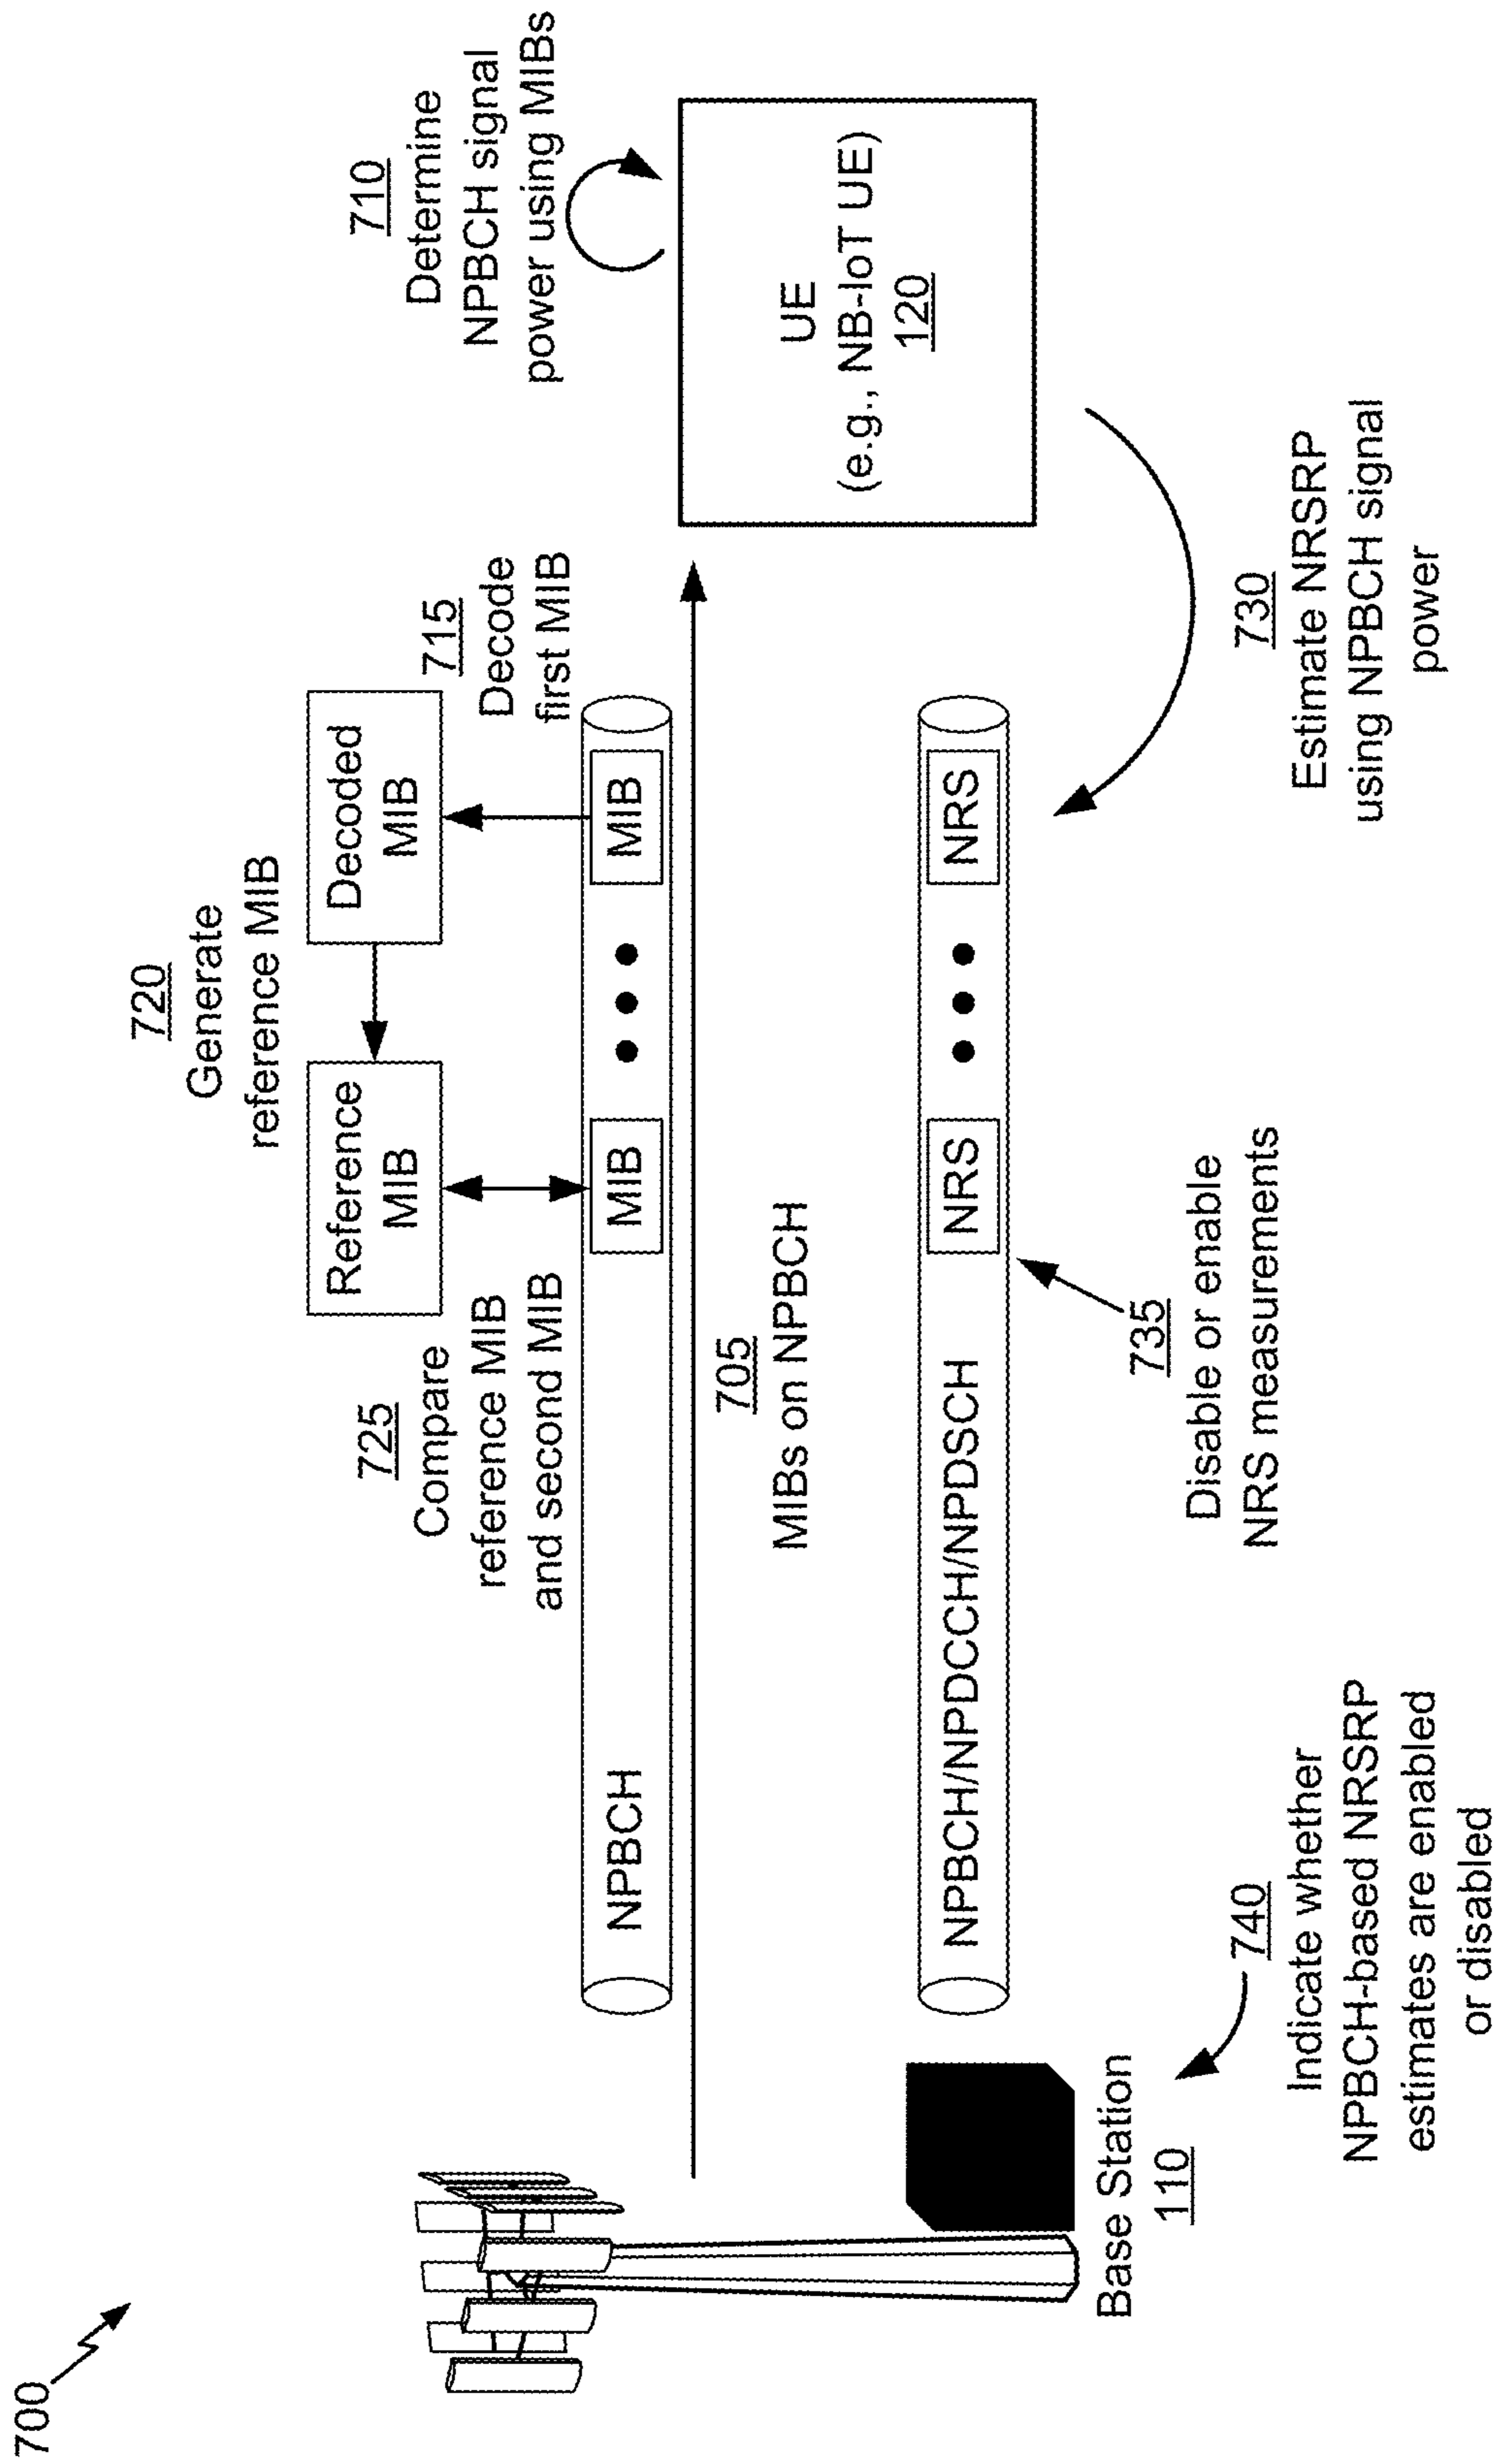 700
720
Generate
reference MIB
710
Determine
NPBCH signal
power using MIBs
725
Compare
reference MIB
and second MIB
Reference
MIB
Decoded
MIB
715
Decode
first MIB
NPBCH
MIB
MIB
705
MIBs on NPBCH
UE
(e.g., NB-IoT UE)
120
NPBCH/NPDCCH/NPDSCH
NRS
NRS
Base Station
110
740
Indicate whether
NPBCH-based NRSRP
estimates are enabled
or disabled
735
Disable or enable
NRS measurements
730
Estimate NRSRP
using NPBCH signal
power